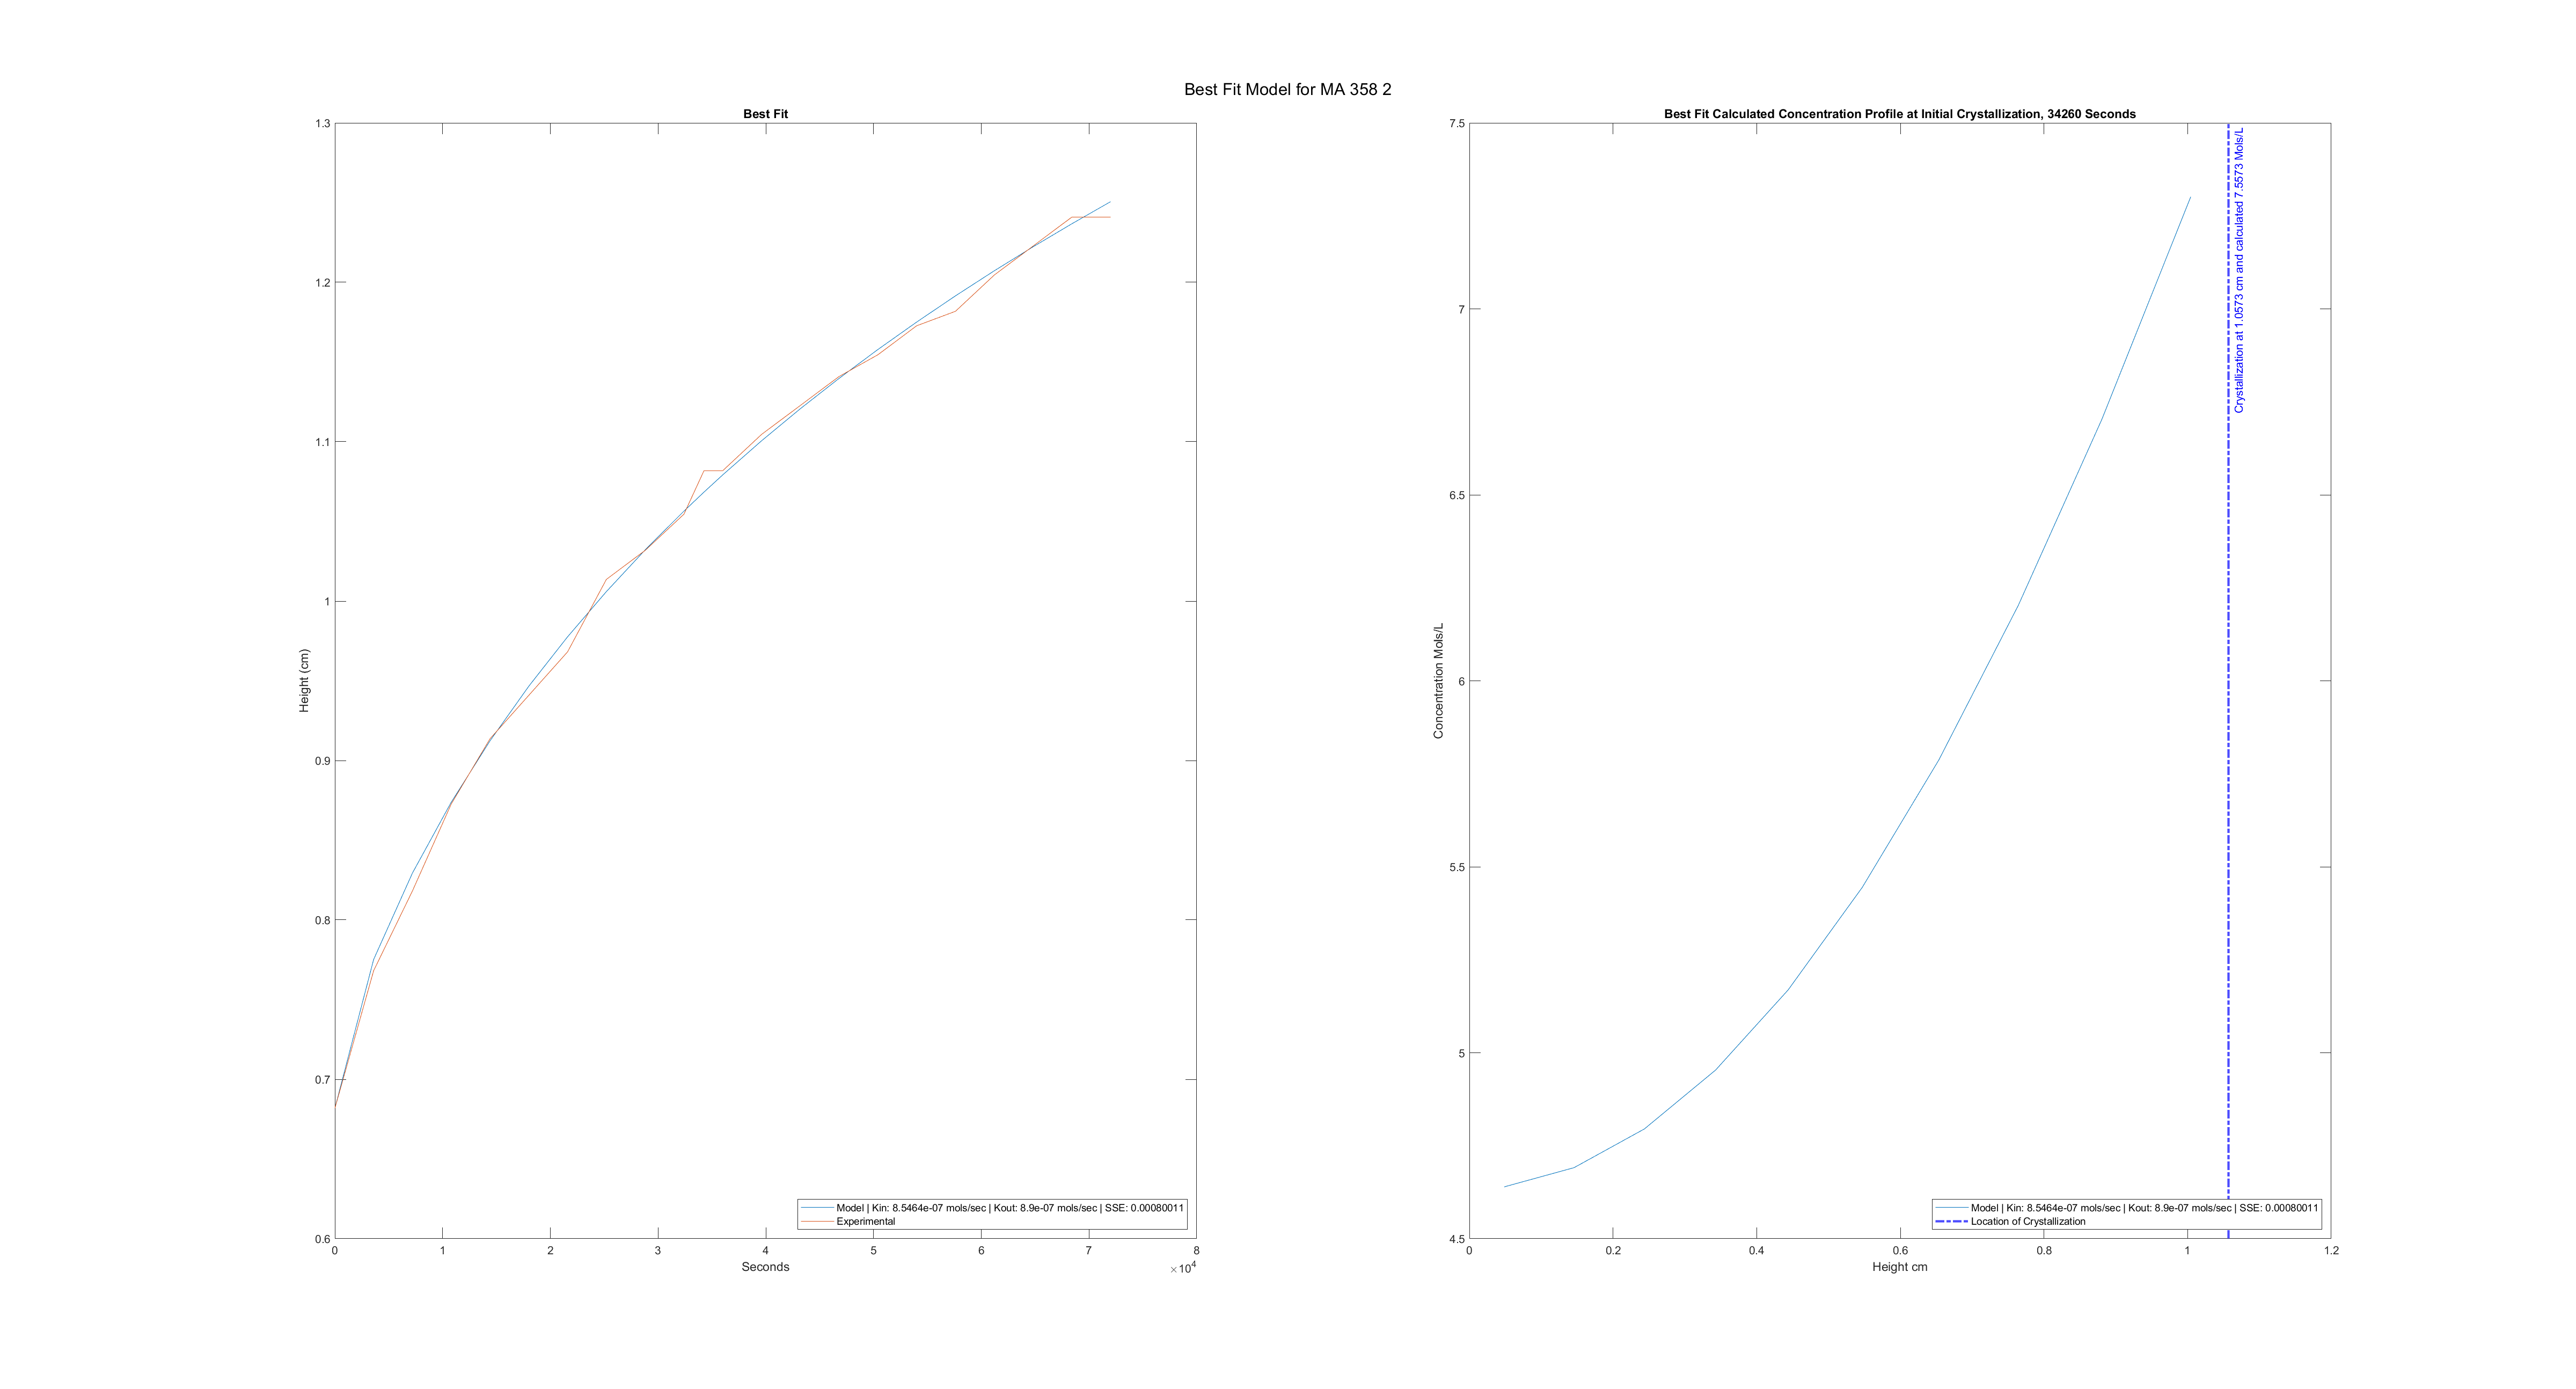 Best Fit Model for MA 358 2
Best Fit
1.3
1.2
1.1
1
0.9
0.8
0.7
0.6
Height (cm)
0 1 2 3 4 5 6 7 8
×10^4
Seconds
Model | Kin: 8.5464e-07 mols/sec | Kout: 8.9e-07 mols/sec | SSE: 0.00080011
Experimental
Best Fit Calculated Concentration Profile at Initial Crystallization, 34260 Seconds
7.5
7
6.5
6
5.5
5
4.5
Concentration Mols/L
0 0.2 0.4 0.6 0.8 1 1.2
Height cm
Crystallization at 1.0573 cm and calculated 7.5573 Mols/L
Model | Kin: 8.5464e-07 mols/sec | Kout: 8.9e-07 mols/sec | SSE: 0.00080011
Location of Crystallization